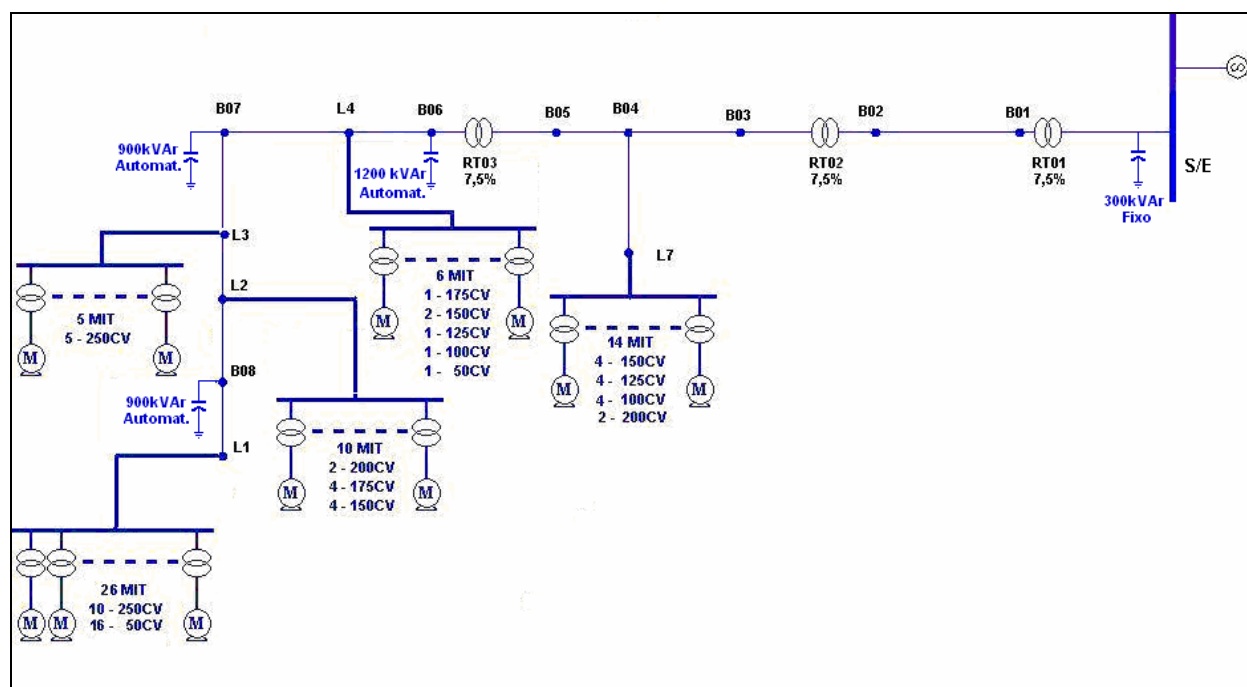 B07
L4
B06
B05
B04
B03
B02
B01
900kVAr
Automat.
1200 kVAr
Automat.
RT03
7,5%
RT02
7,5%
RT01
7,5%
S/E
S
300kVAr
Fixo
L3
L7
L2
5 MIT
5 - 250CV
M
M
6 MIT
1 - 175CV
2 - 150CV
1 - 125CV
1 - 100CV
1 - 50CV
M
M
14 MIT
4 - 150CV
4 - 125CV
4 - 100CV
2 - 200CV
M
M
B08
900kVAr
Automat.
L1
10 MIT
2 - 200CV
4 - 175CV
4 - 150CV
M
M
26 MIT
10 - 250CV
16 - 50CV
M
M
M